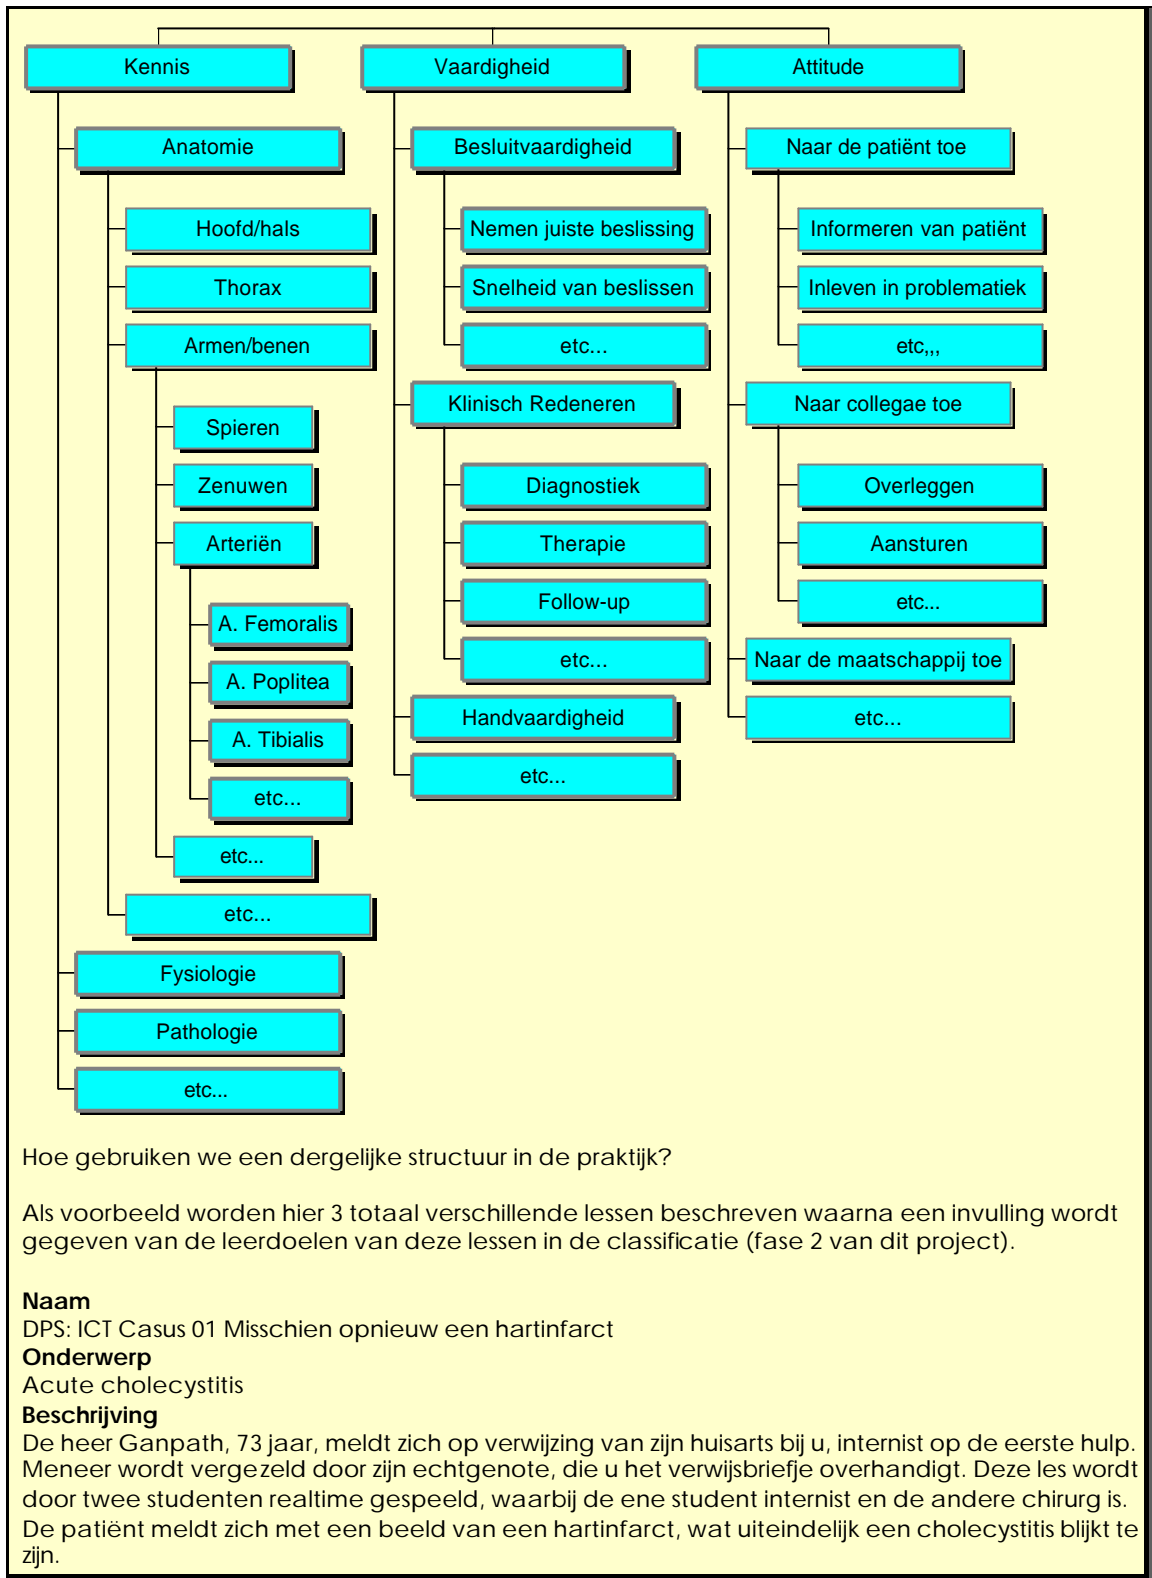 Kennis
Vaardigheid
Attitude
Anatomie
Besluitvaardigheid
Naar de patiënt toe
Hoofd/hals
Nemen juiste beslissing
Informeren van patiënt
Thorax
Snelheid van beslissen
Inleven in problematiek
Armen/benen
etc...
etc,,,
Klinisch Redeneren
Naar collegae toe
Spieren
Zenuwen
Diagnostiek
Overleggen
Arteriën
Therapie
Aansturen
A. Femoralis
Follow-up
etc...
A. Poplitea
etc...
Naar de maatschappij toe
A. Tibialis
Handvaardigheid
etc...
etc...
etc...
etc...
etc...
Fysiologie
Pathologie
etc...
Hoe gebruiken we een dergelijke structuur in de praktijk?
Als voorbeeld worden hier 3 totaal verschillende lessen beschreven waarna een invulling wordt
gegeven van de leerdoelen van deze lessen in de classificatie (fase 2 van dit project).
Naam
DPS: ICT Casus 01 Misschien opnieuw een hartinfarct
Onderwerp
Acute cholecystitis
Beschrijving
De heer Ganpath, 73 jaar, meldt zich op verwijzing van zijn huisarts bij u, internist op de eerste hulp.
Meneer wordt vergezeld door zijn echtgenote, die u het verwijsbriefje overhandigt. Deze les wordt
door twee studenten realtime gespeeld, waarbij de ene student internist en de andere chirurg is.
De patiënt meldt zich met een beeld van een hartinfarct, wat uiteindelijk een cholecystitis blijkt te
zijn.